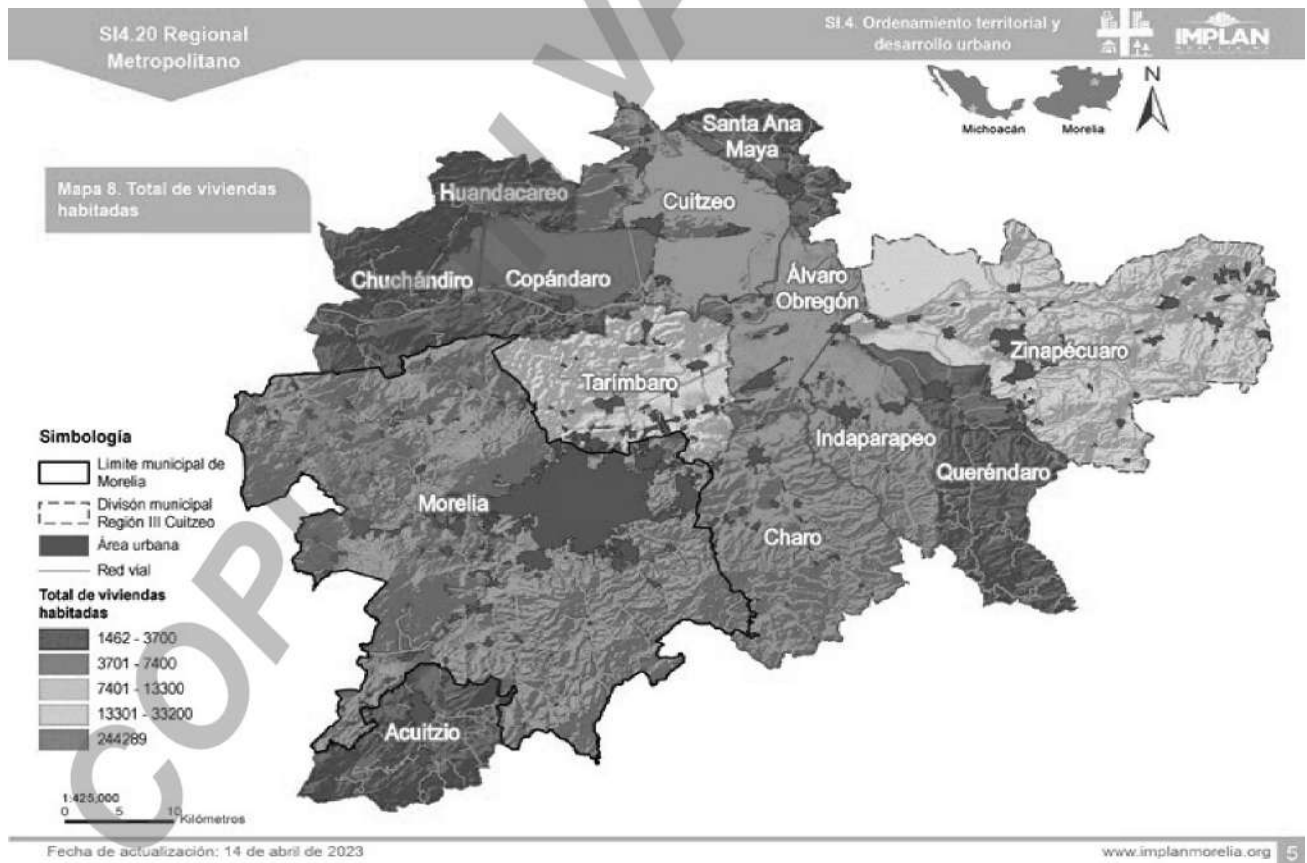 SI4.20 Regional
Metropolitano
SI.4. Ordenamiento territorial y
desarrollo urbano
IMPLAN
Michoacán
Morelia
N
Mapa 8. Total de viviendas
habitadas
Santa Ana
Maya
Huandacareo
Cuitzeo
Chuchándiro
Copándaro
Álvaro
Obregón
Zinapécuaro
Tarímbaro
Indaparapeo
Queréndaro
Morelia
Charo
Acuitzio
Simbología
Limite municipal de
Morelia
Divisón municipal
Región III Cuitzeo
Área urbana
Red vial
Total de viviendas
habitadas
1462 - 3700
3701 - 7400
7401 - 13300
13301 - 33200
244289
1:425,000
0 5 10 Kilómetros
Fecha de actualización: 14 de abril de 2023
www.implanmorelia.org 5